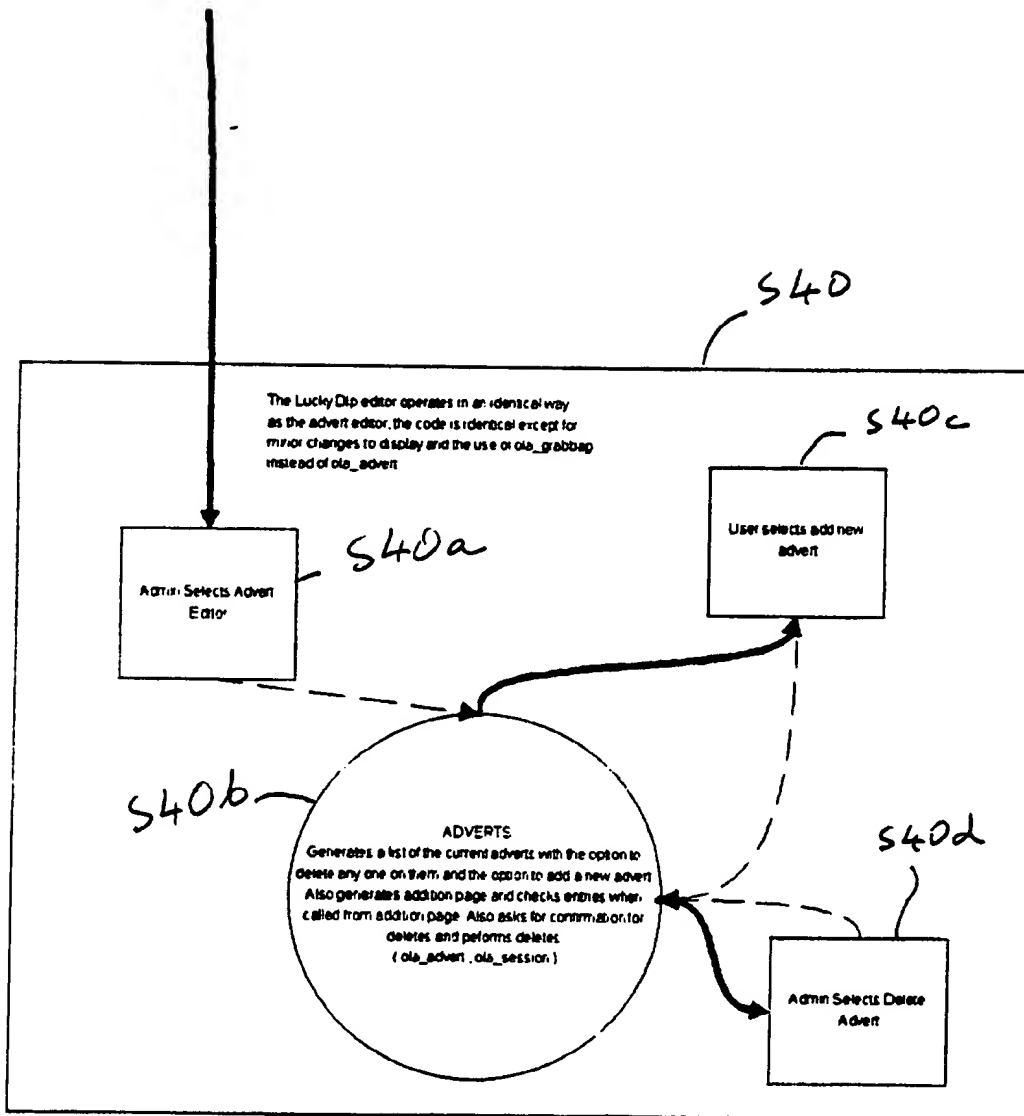 S40
The Lucky Dip editor operates in an identical way
as the advert editor, the code is identical except for
minor changes to display and the use of ola_grabbag
instead of ola_advert
S40c
User selects add new
advert
S40a
Admin Selects Advert
Editor
S40b
ADVERTS
Generates a list of the current adverts with the option to
delete any one on them and the option to add a new advert
Also generates addition page and checks entries when
called from addition page Also asks for confirmation for
deletes and peforms deletes
( ola_advert , ola_session )
S40d
Admin Selects Delete
Advert